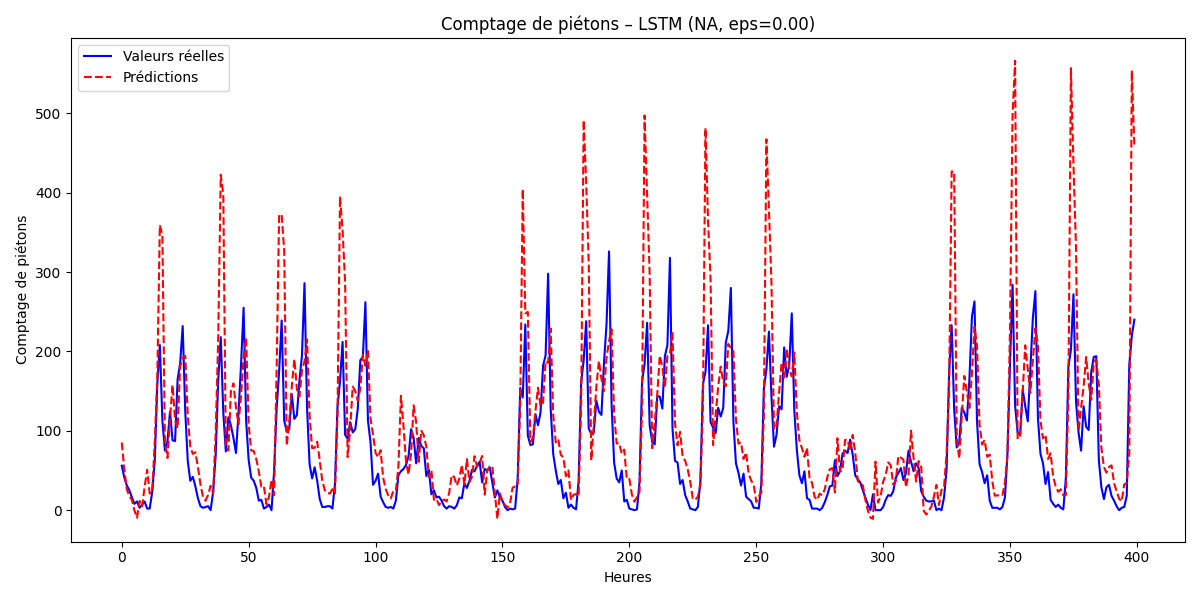 Comptage de piétons – LSTM (NA, eps=0.00)
Valeurs réelles
Prédictions
Comptage de piétons
500
400
300
200
100
0
0 50 100 150 200 250 300 350 400
Heures